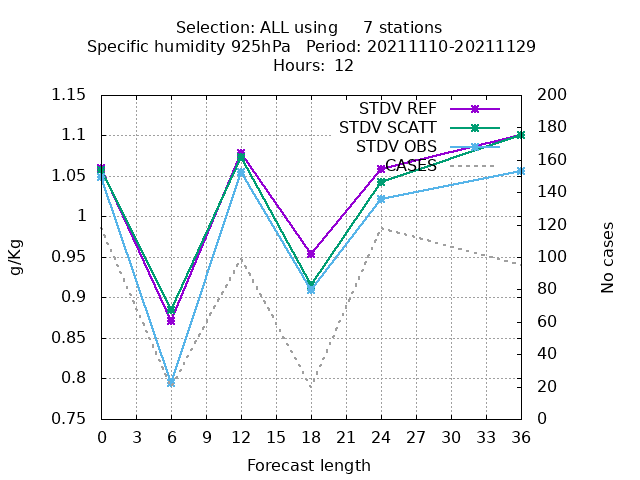 Selection: ALL using     7 stations
Specific humidity 925hPa   Period: 20211110-20211129
Hours: 12
STDV REF
STDV SCATT
STDV OBS
CASES
1.15
1.1
1.05
1
0.95
0.9
0.85
0.8
0.75
g/Kg
200
180
160
140
120
100
80
60
40
20
0
No cases
0 3 6 9 12 15 18 21 24 27 30 33 36
Forecast length